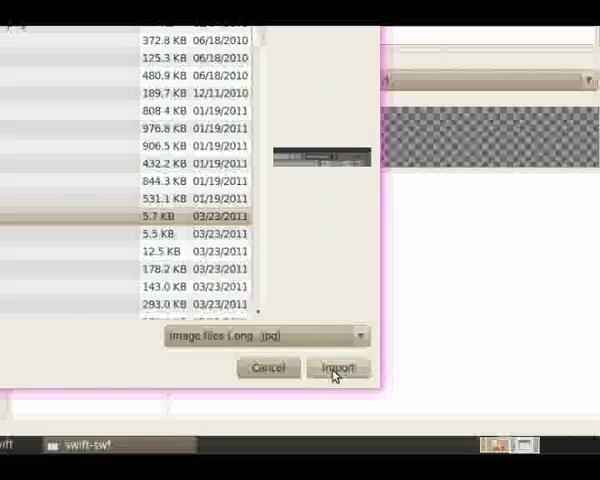 372.8 KB 06/18/2010
125.3 KB 06/18/2010
480.9 KB 06/18/2010
189.7 KB 12/11/2010
808.4 KB 01/19/2011
976.8 KB 01/19/2011
906.5 KB 01/19/2011
432.2 KB 01/19/2011
844.3 KB 01/19/2011
531.1 KB 01/19/2011
5.7 KB 03/23/2011
5.5 KB 03/23/2011
12.5 KB 03/23/2011
178.2 KB 03/23/2011
143.0 KB 03/23/2011
293.0 KB 03/23/2011
image files (.png .jpg)
Cancel Import
swift-swf